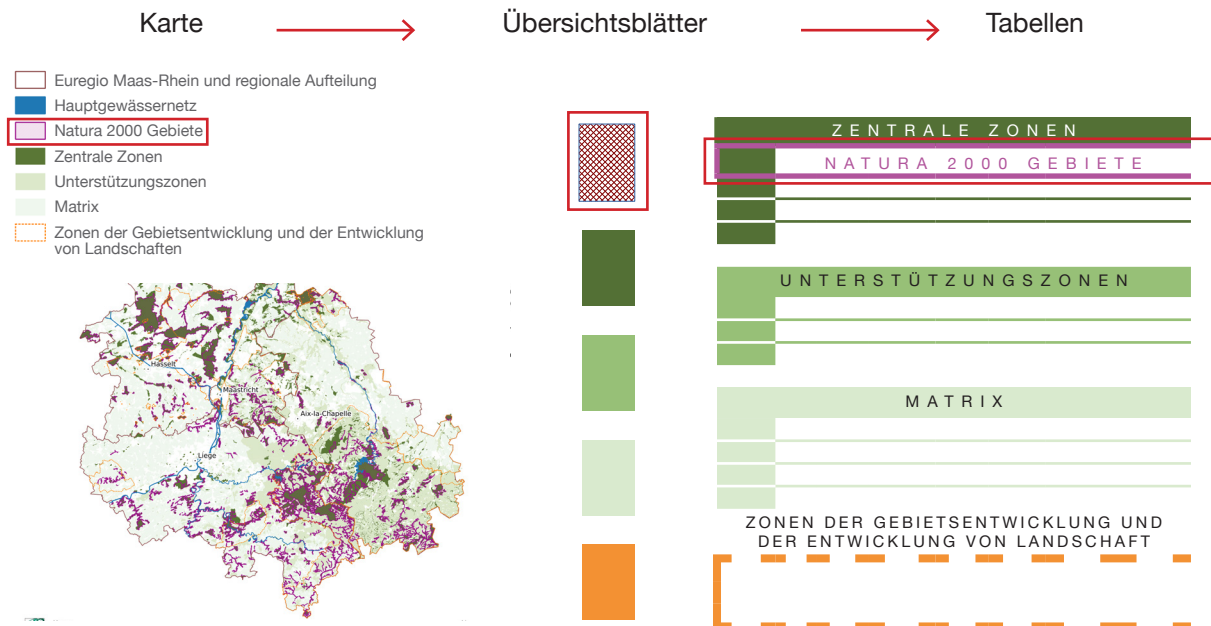 Karte
Übersichtsblätter
Tabellen
Euregio Maas-Rhein und regionale Aufteilung
Hauptgewässernetz
Natura 2000 Gebiete
Zentrale Zonen
Unterstützungszonen
Matrix
Zonen der Gebietsentwicklung und der Entwicklung
von Landschaften
Hasselt
Maastricht
Aix-la-Chapelle
Liege
ZENTRALE ZONEN
NATURA 2000 GEBIETE
UNTERSTÜTZUNGSZONEN
MATRIX
ZONEN DER GEBIETSENTWICKLUNG UND
DER ENTWICKLUNG VON LANDSCHAFT